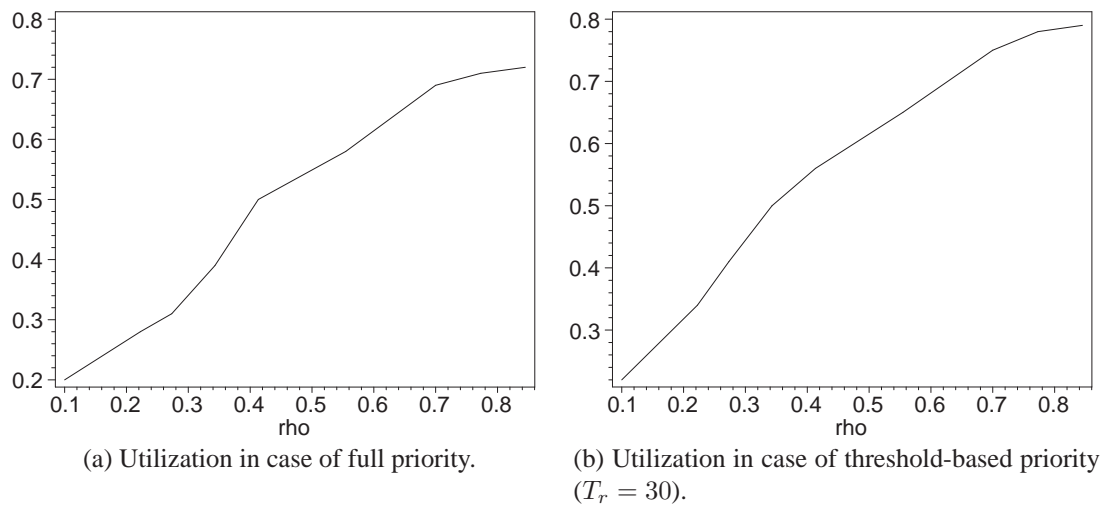 0.8
0.7
0.6
0.5
0.4
0.3
0.2
0.1 0.2 0.3 0.4 0.5 0.6 0.7 0.8
rho
(a) Utilization in case of full priority.
0.8
0.7
0.6
0.5
0.4
0.3
0.1 0.2 0.3 0.4 0.5 0.6 0.7 0.8
rho
(b) Utilization in case of threshold-based priority
(T_r = 30).